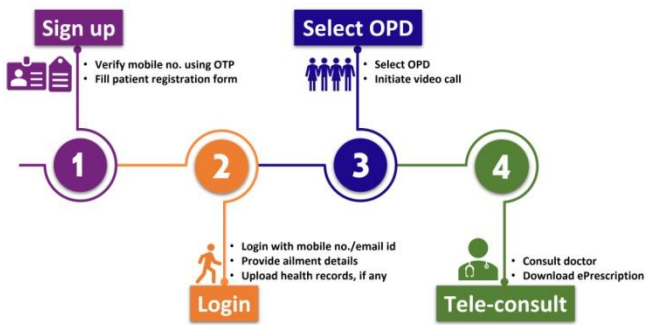 Sign up
• Verify mobile no. using OTP
• Fill patient registration form
1
2
• Login with mobile no./email id
• Provide ailment details
• Upload health records, if any
Login
Select OPD
• Select OPD
• Initiate video call
3
4
• Consult doctor
• Download ePrescription
Tele-consult